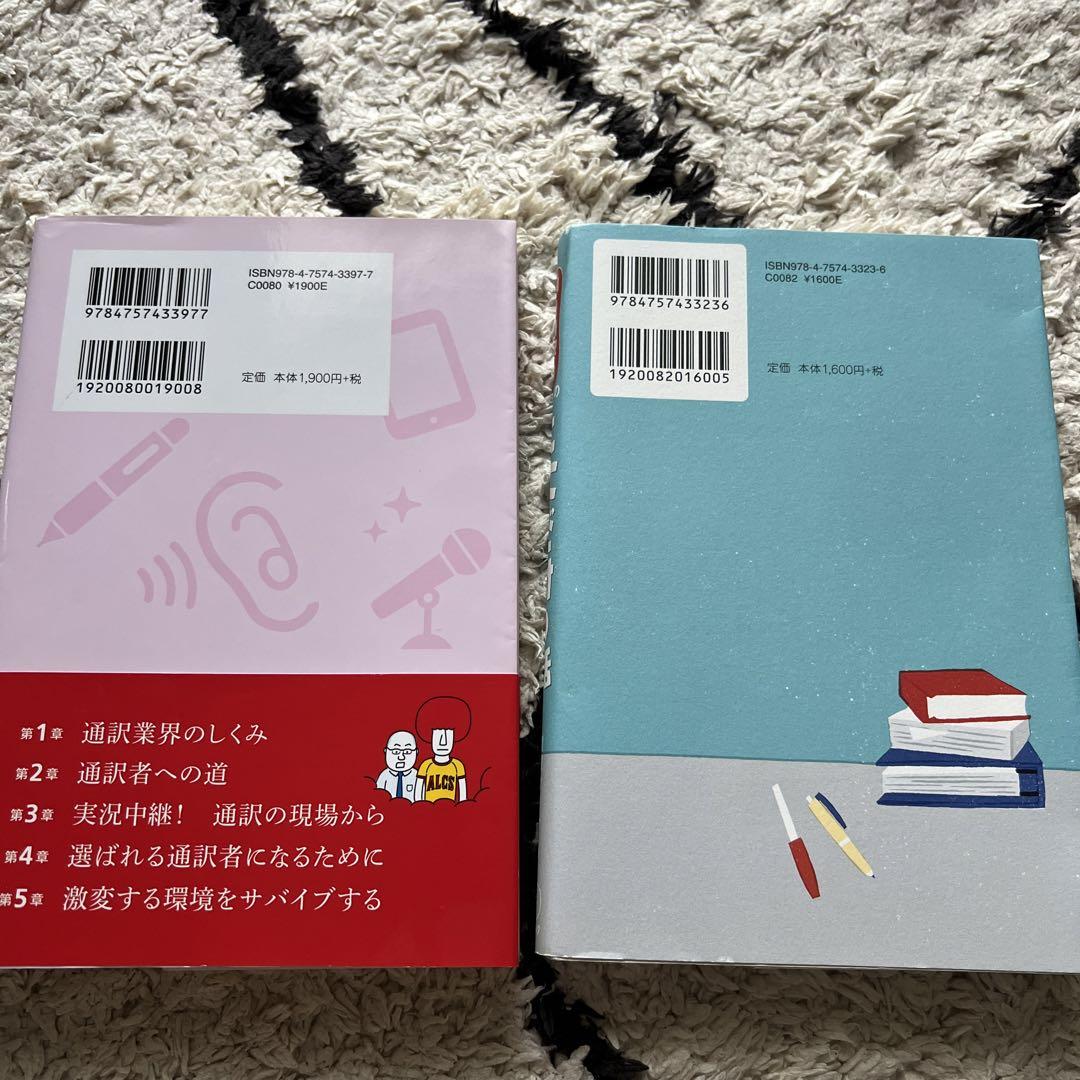 ISBN978-4-7574-3397-7
C0080 ¥1900E
9784757433977
1920080019008
定価 本体1,900円+税
第1章 通訳業界のしくみ
第2章 通訳者への道
第3章 実況中継! 通訳の現場から
第4章 選ばれる通訳者になるために
第5章 激変する環境をサバイブする
ALCS
ISBN978-4-7574-3323-6
C0082 ¥1600E
9784757433236
1920082016005
定価 本体1,600円+税